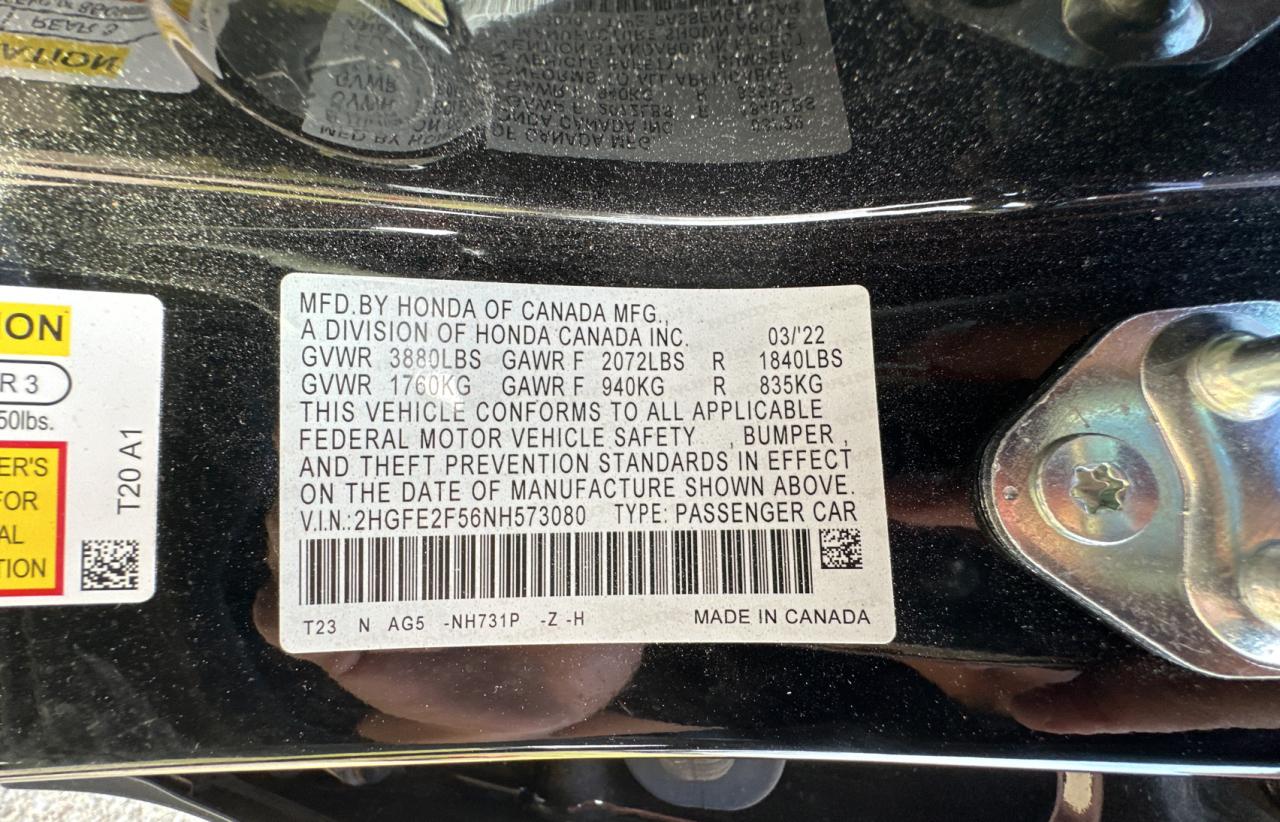 MFD.BY HONDA OF CANADA MFG.,
A DIVISION OF HONDA CANADA INC. 03/'22
GVWR 3880LBS GAWR F 2072LBS R 1840LBS
GVWR 1760KG GAWR F 940KG R 835KG
THIS VEHICLE CONFORMS TO ALL APPLICABLE
FEDERAL MOTOR VEHICLE SAFETY , BUMPER ,
AND THEFT PREVENTION STANDARDS IN EFFECT
ON THE DATE OF MANUFACTURE SHOWN ABOVE.
V.I.N.:2HGFE2F56NH573080 TYPE: PASSENGER CAR
T23 N AG5 -NH731P -Z -H MADE IN CANADA
ION
R 3
50lbs.
ER'S
FOR
AL
TION
T20 A1